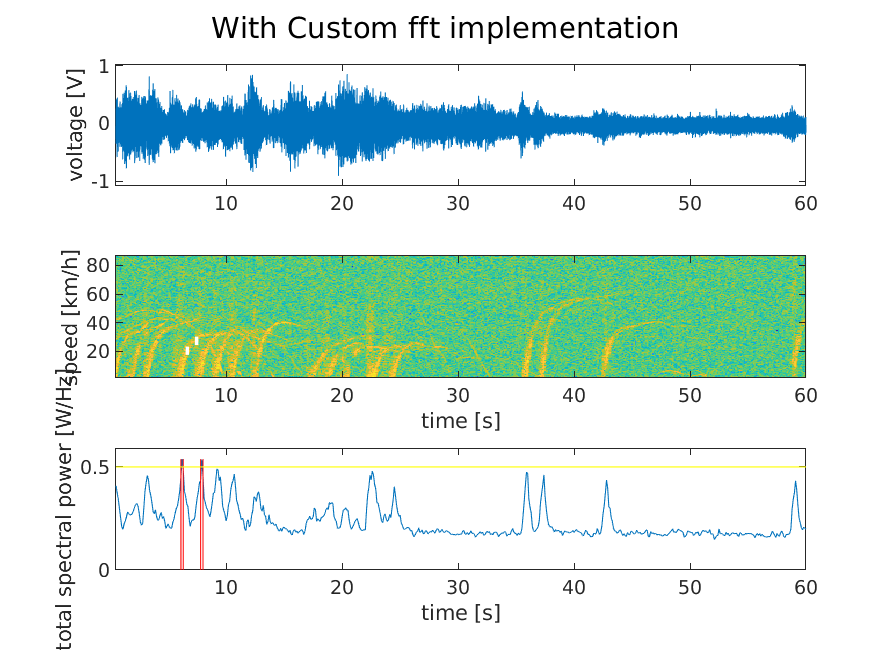 With Custom fft implementation
voltage [V]
1
0
-1
10 20 30 40 50 60
speed [km/h]
80
60
40
20
10 20 30 40 50 60
time [s]
total spectral power [W/Hz]
0.5
0
10 20 30 40 50 60
time [s]